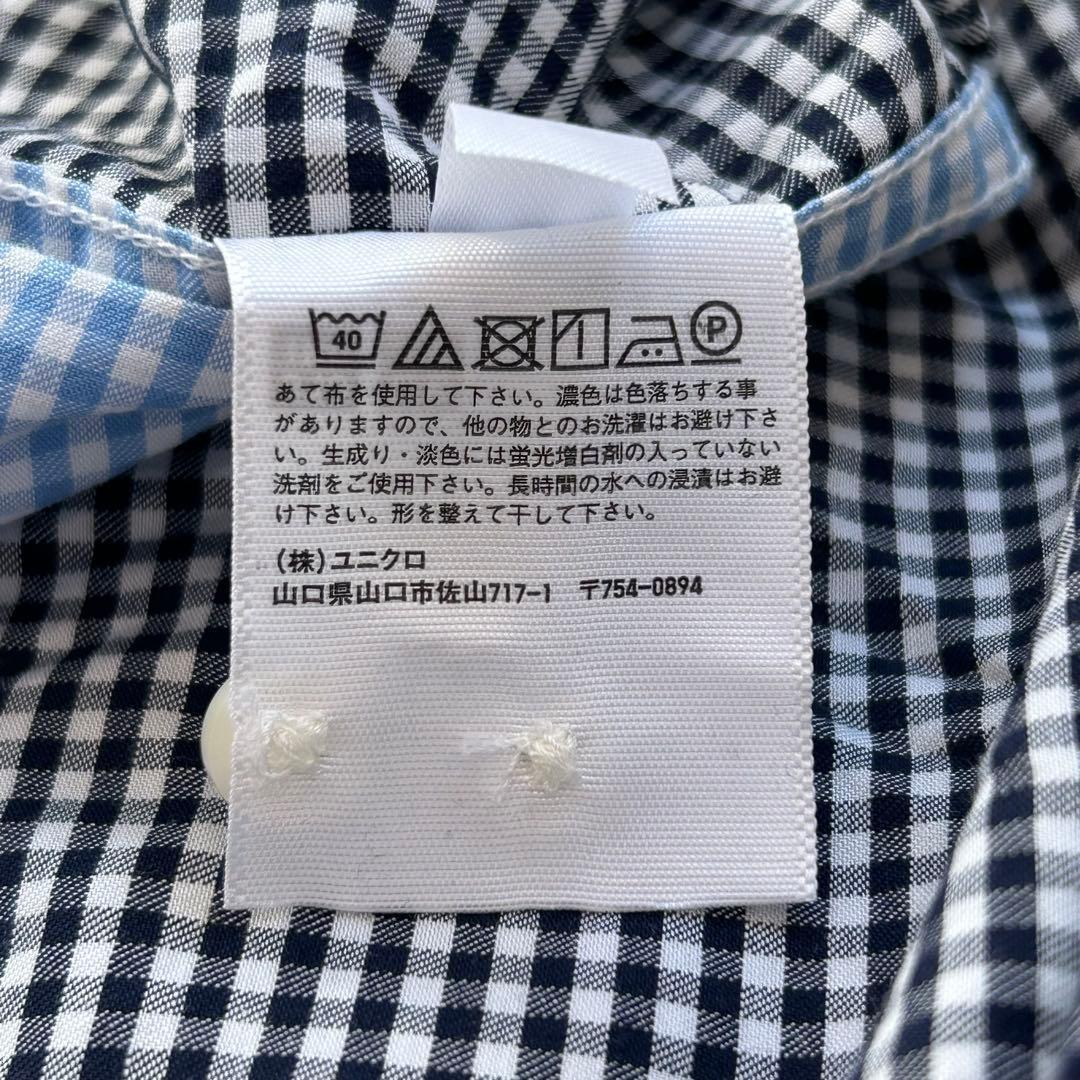 40
P
あて布を使用して下さい。濃色は色落ちする事
がありますので、他の物とのお洗濯はお避け下さ
い。生成り・淡色には蛍光増白剤の入っていない
洗剤をご使用下さい。長時間の水への浸漬はお避
け下さい。形を整えて干して下さい。
(株)ユニクロ
山口県山口市佐山717-1 〒754-0894